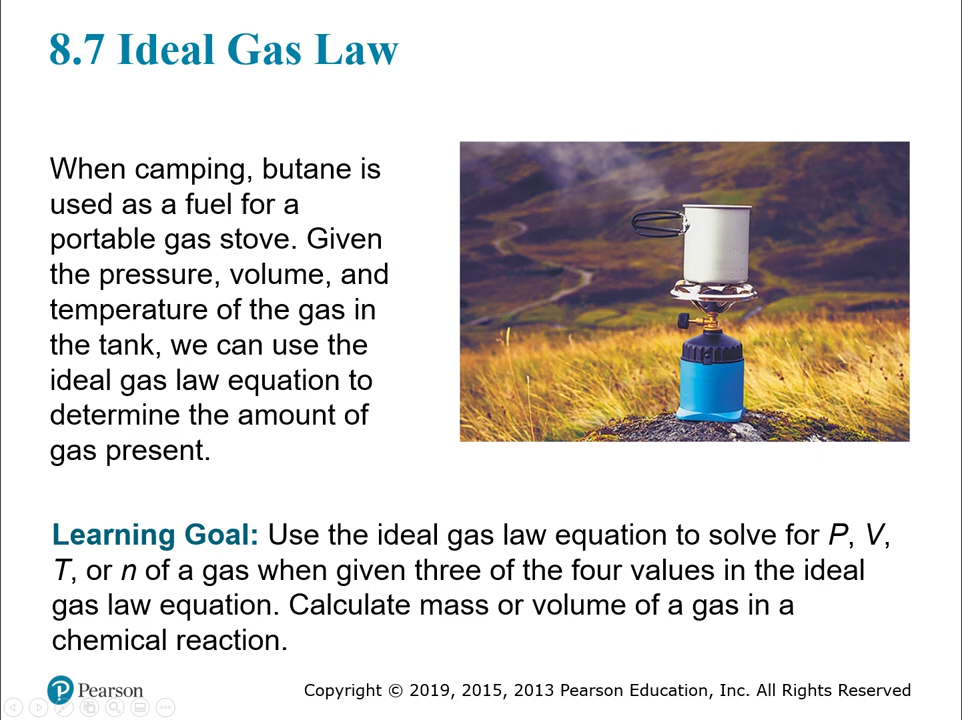 8.7 Ideal Gas Law
When camping, butane is
used as a fuel for a
portable gas stove. Given
the pressure, volume, and
temperature of the gas in
the tank, we can use the
ideal gas law equation to
determine the amount of
gas present.
Learning Goal: Use the ideal gas law equation to solve for P, V,
T, or n of a gas when given three of the four values in the ideal
gas law equation. Calculate mass or volume of a gas in a
chemical reaction.
P Pearson
Copyright © 2019, 2015, 2013 Pearson Education, Inc. All Rights Reserved